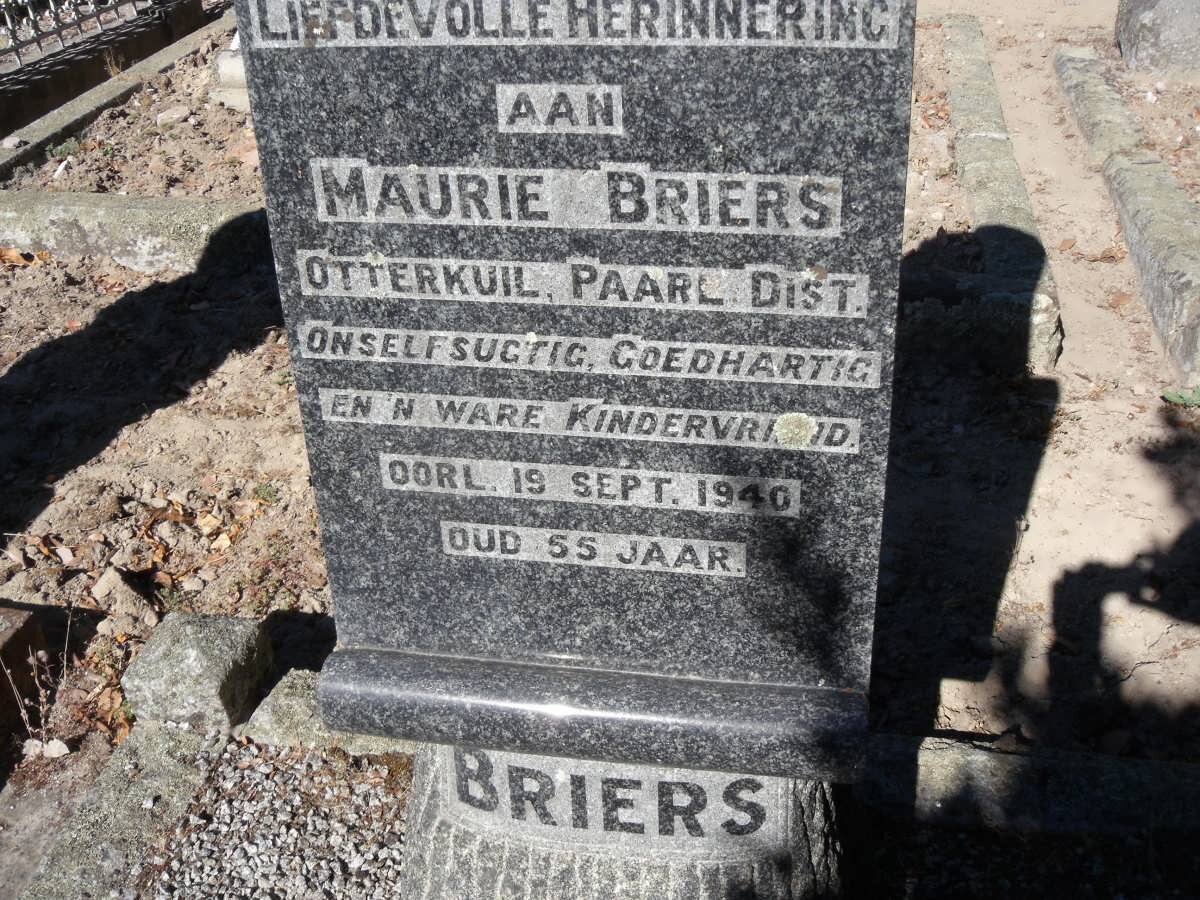 LIEFDEVOLLE HERINNERING
AAN
MAURIE BRIERS
OTTERKUIL, PAARL DIST.
ONSELFSUGTIG, GOEDHARTIG
EN 'N WARE KINDERVRIEND.
OORL. 19 SEPT. 1940
OUD 55 JAAR.
BRIERS